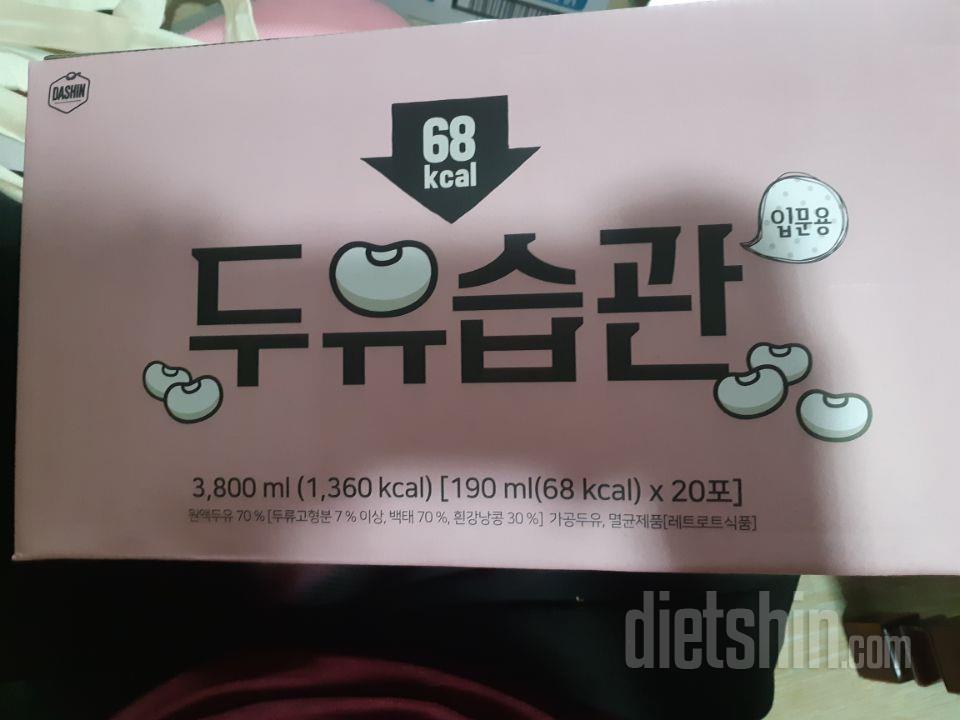 DASHIN
68
kcal
입문용
두유습관
3,800 ml (1,360 kcal) [190 ml(68 kcal) x 20포]
원액두유 70 % [두류고형분 7 % 이상, 백태 70 %, 흰강낭콩 30 %] 가공두유, 멸균제품[레트로트식품]
dietshin.com